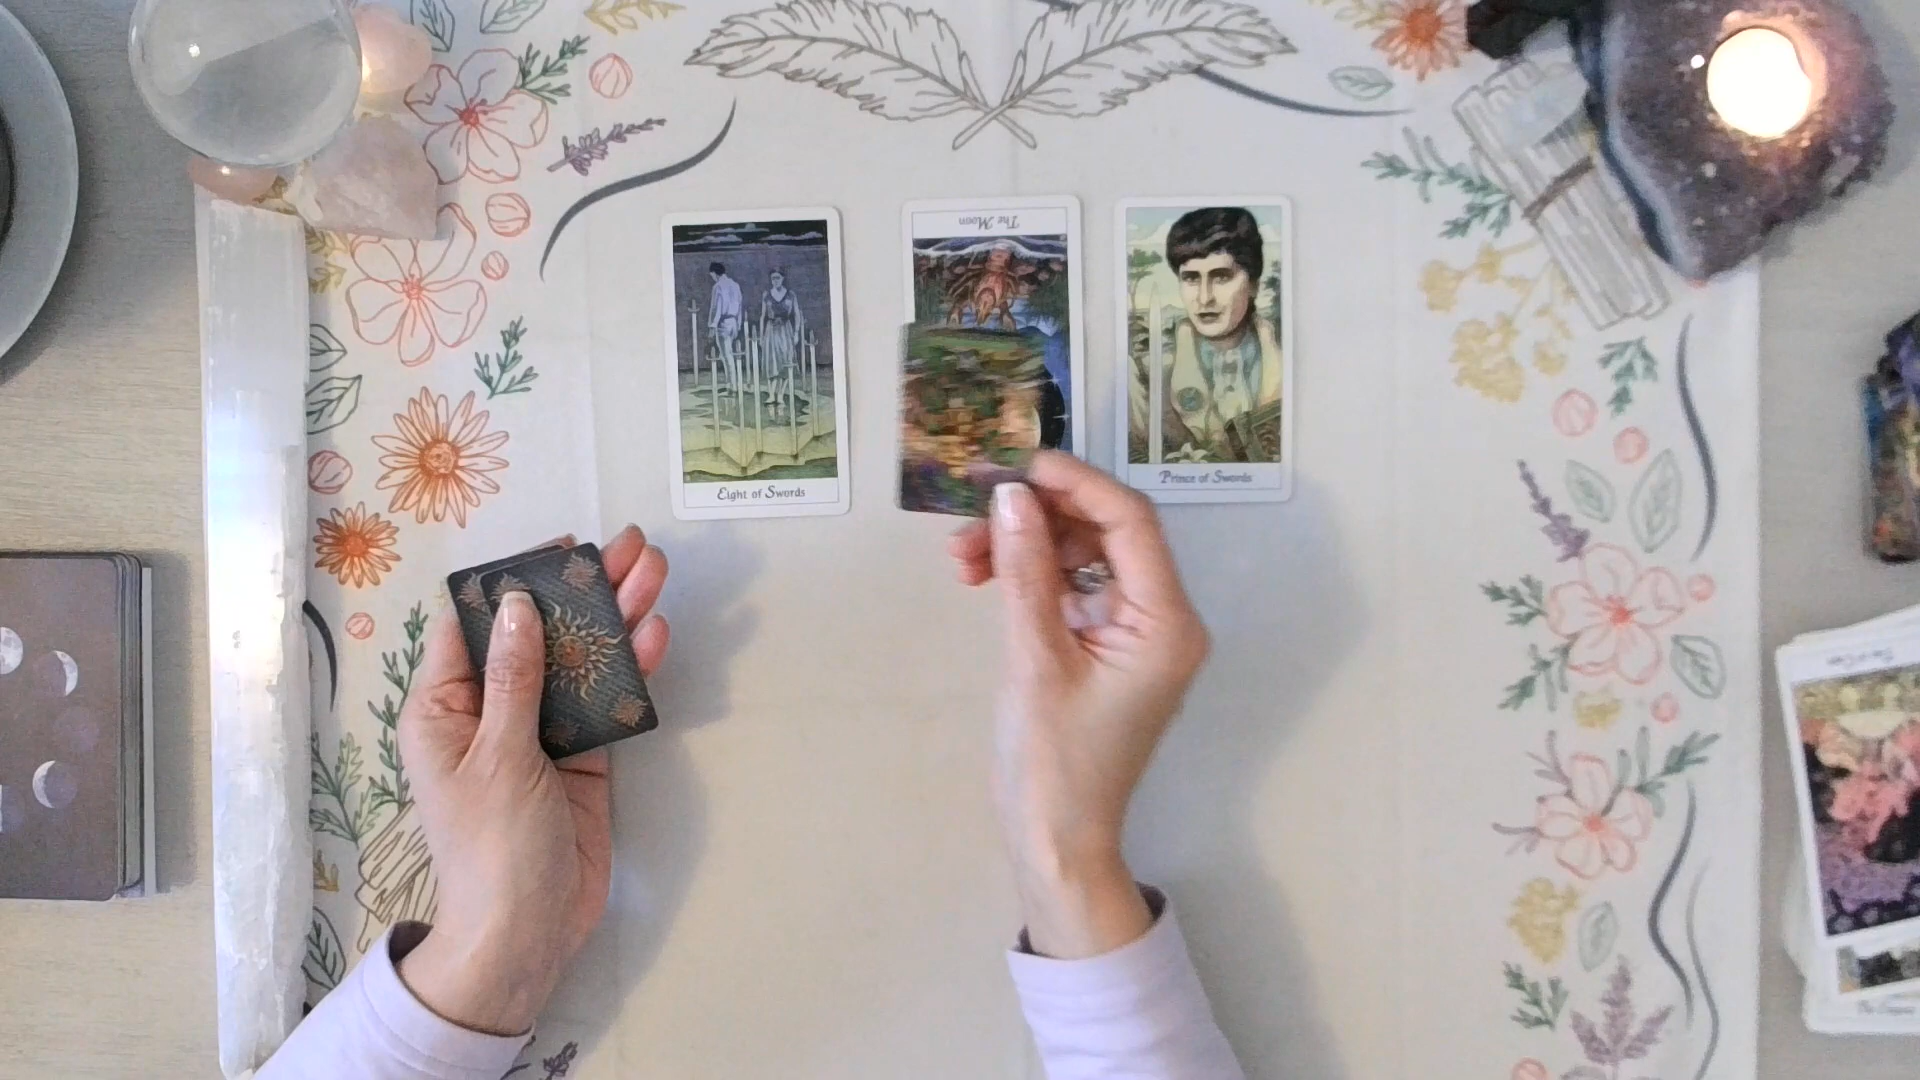 Eight of Swords
The Moon
Prince of Swords